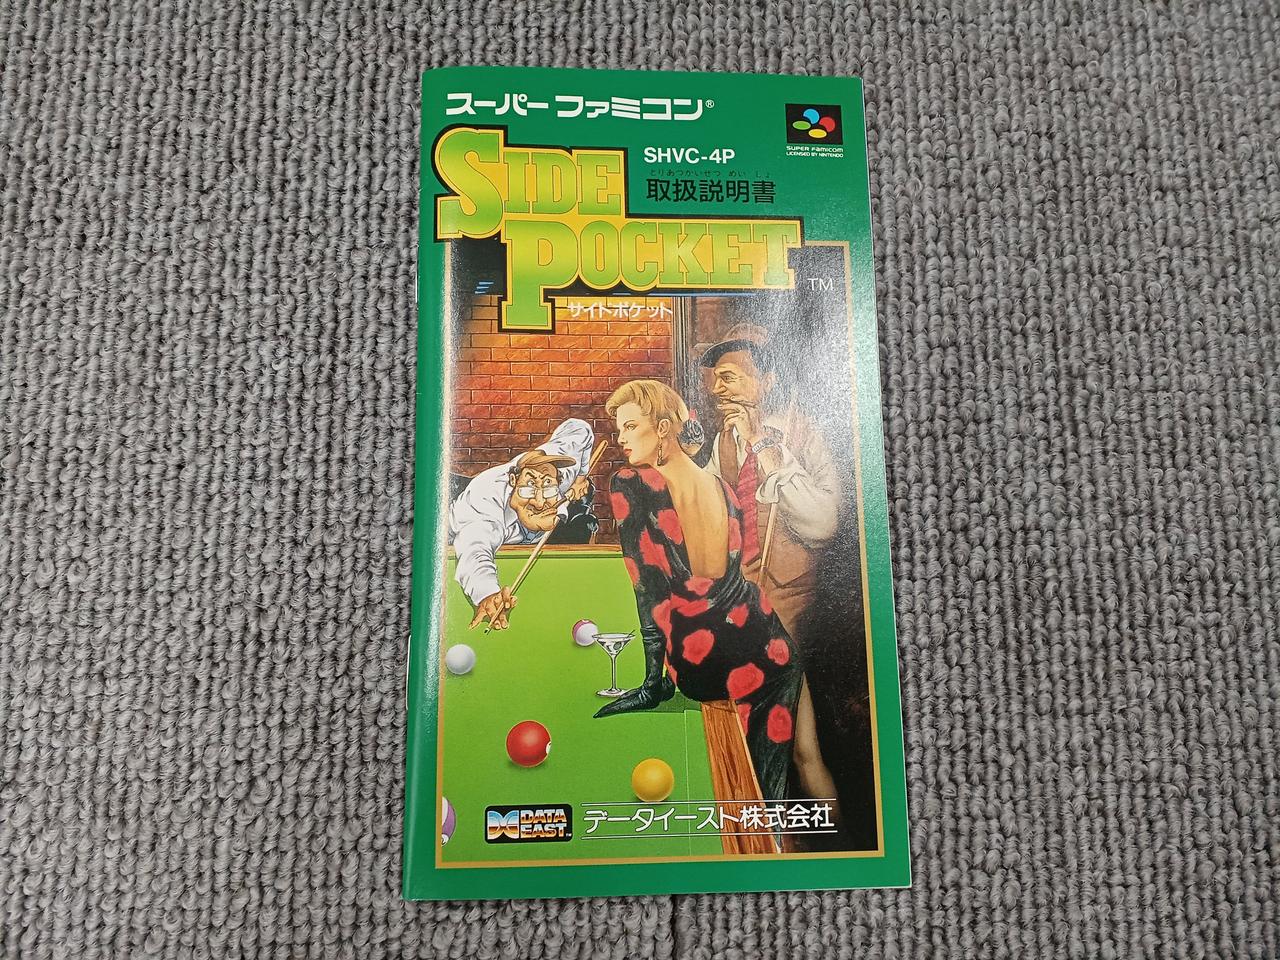 スーパーファミコン®
SUPER FAMICOM
LICENSED BY NINTENDO
SHVC-4P
とりあつかいせつめいしょ
取扱説明書
SIDE
POCKET
TM
サイドポケット
DATA
EAST
データイースト株式会社